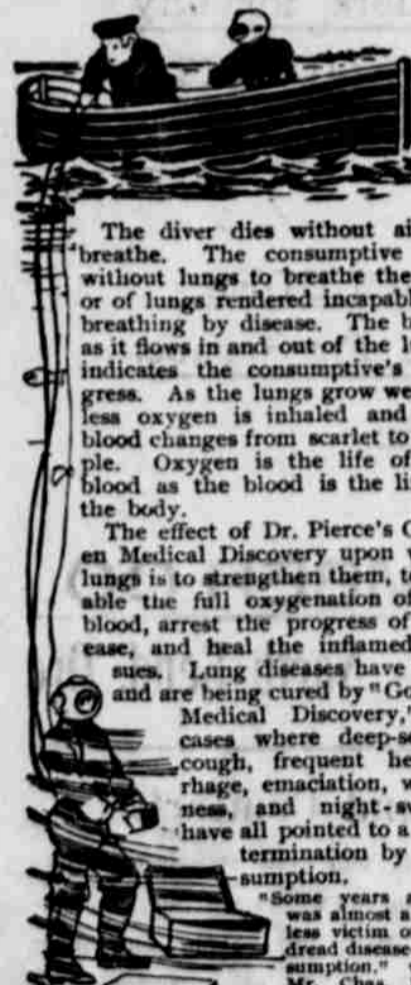 The diver dies without ai
breathe. The consumptive
without lungs to breathe the
or of lungs rendered incapabl
breathing by disease. The b
as it flows in and out of the l
indicates the consumptive's
gress. As the lungs grow we
less oxygen is inhaled and
blood changes from scarlet to
ple. Oxygen is the life of
blood as the blood is the li
the body.
The effect of Dr. Pierce's G
en Medical Discovery upon w
lungs is to strengthen them, t
able the full oxygenation of
blood, arrest the progress of
ease, and heal the inflamed
sues. Lung diseases have
and are being cured by "Go
Medical Discovery,"
cases where deep-se
cough, frequent he
rhage, emaciation, w
ness, and night-sw
have all pointed to a
termination by
sumption.
"Some years a
was almost a
less victim o
dread disease
sumption,"
Mr. Chas.